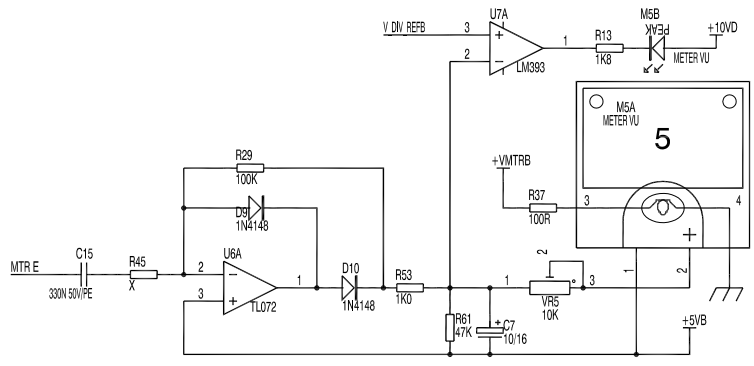 U7A
V_DIV_REFB
3
+
2
−
1
LM393
R13
1K8
M5B
PEAK
METER VU
+10VD
M5A
METER VU
5
+VMTRB
R37
100R
3
4
+
1
2
R29
100K
D9
1N4148
MTR E
C15
330N 50V/PE
R45
X
U6A
2
−
3
+
1
TL072
D10
1N4148
R53
1K0
R61
47K
+
C7
10/16
1
2
3
VR5
10K
+5VB